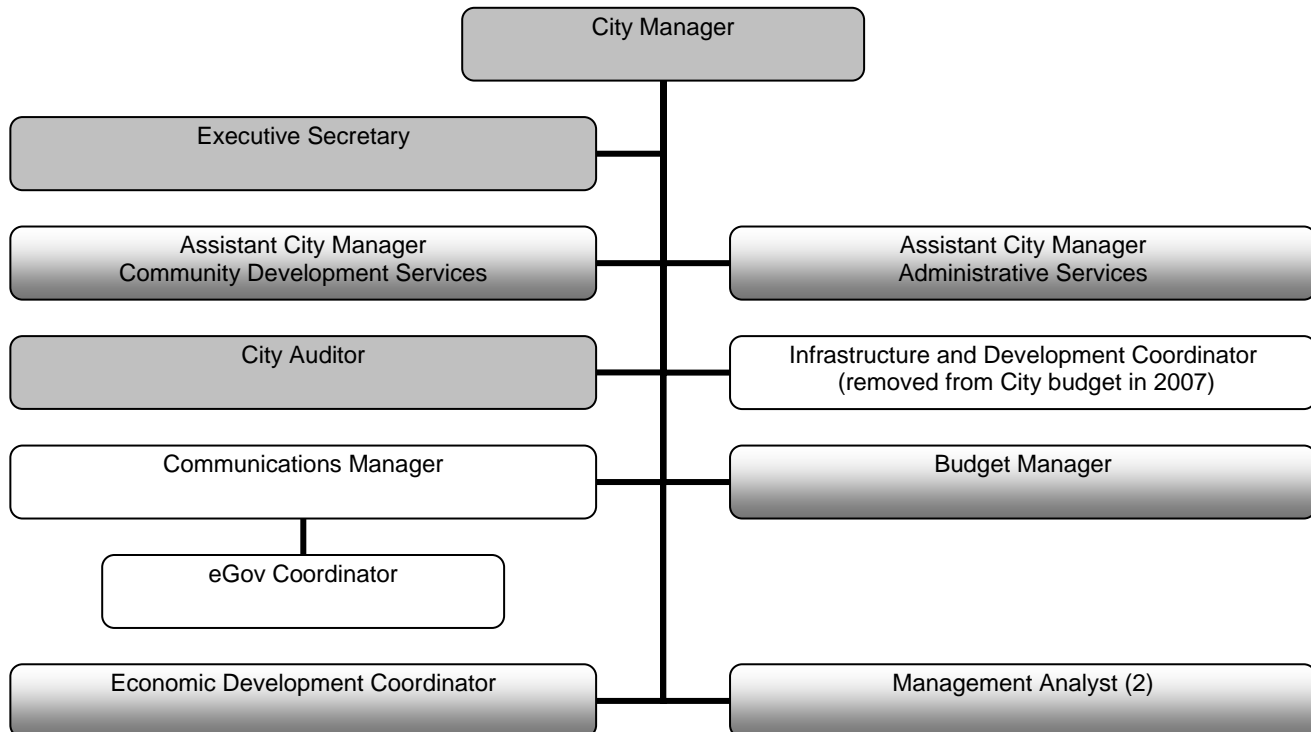 City Manager
Executive Secretary
Assistant City Manager
Community Development Services
Assistant City Manager
Administrative Services
City Auditor
Infrastructure and Development Coordinator
(removed from City budget in 2007)
Communications Manager
Budget Manager
eGov Coordinator
Economic Development Coordinator
Management Analyst (2)